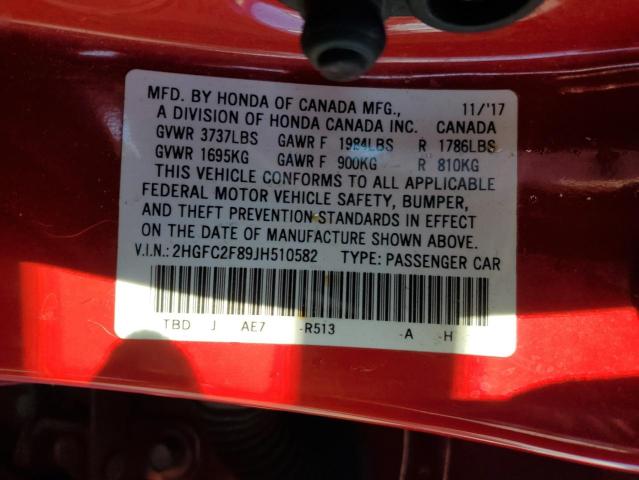 MFD. BY HONDA OF CANADA MFG., 11/'17
A DIVISION OF HONDA CANADA INC. CANADA
GVWR 3737LBS GAWR F 1984LBS R 1786LBS
GVWR 1695KG GAWR F 900KG R 810KG
THIS VEHICLE CONFORMS TO ALL APPLICABLE
FEDERAL MOTOR VEHICLE SAFETY, BUMPER,
AND THEFT PREVENTION STANDARDS IN EFFECT
ON THE DATE OF MANUFACTURE SHOWN ABOVE.
V.I.N.: 2HGFC2F89JH510582 TYPE: PASSENGER CAR
TBD J AE7 -R513 -A -H